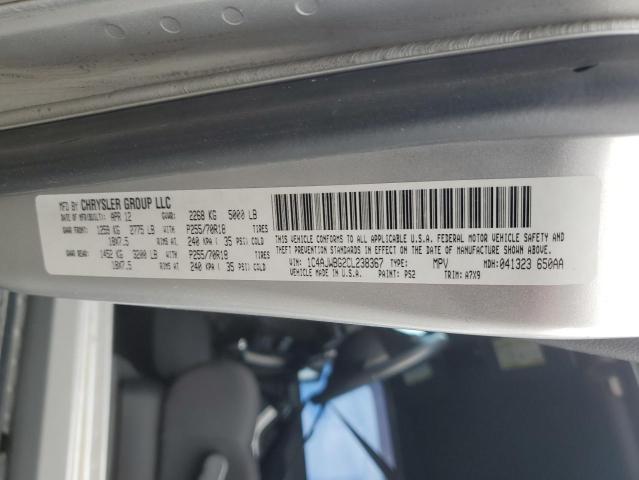 MFD BY CHRYSLER GROUP LLC
DATE OF MFR(BUILT): APR 12 GVWR: 2268 KG 5000 LB
GAWR FRONT: 1259 KG 2775 LB WITH P255/70R18 TIRES
18X7.5 RIMS AT 240 KPA ( 35 PSI) COLD
GAWR REAR: 1452 KG 3200 LB WITH P255/70R18 TIRES
18X7.5 RIMS AT 240 KPA ( 35 PSI) COLD
THIS VEHICLE CONFORMS TO ALL APPLICABLE U.S.A. FEDERAL MOTOR VEHICLE SAFETY AND
THEFT PREVENTION STANDARDS IN EFFECT ON THE DATE OF MANUFACTURE SHOWN ABOVE.
VIN: 1C4AJWBG2CL238367 TYPE: MPV MDH: 041323 650AA
VEHICLE MADE IN U.S.A. PAINT: PS2 TRIM: A7X9